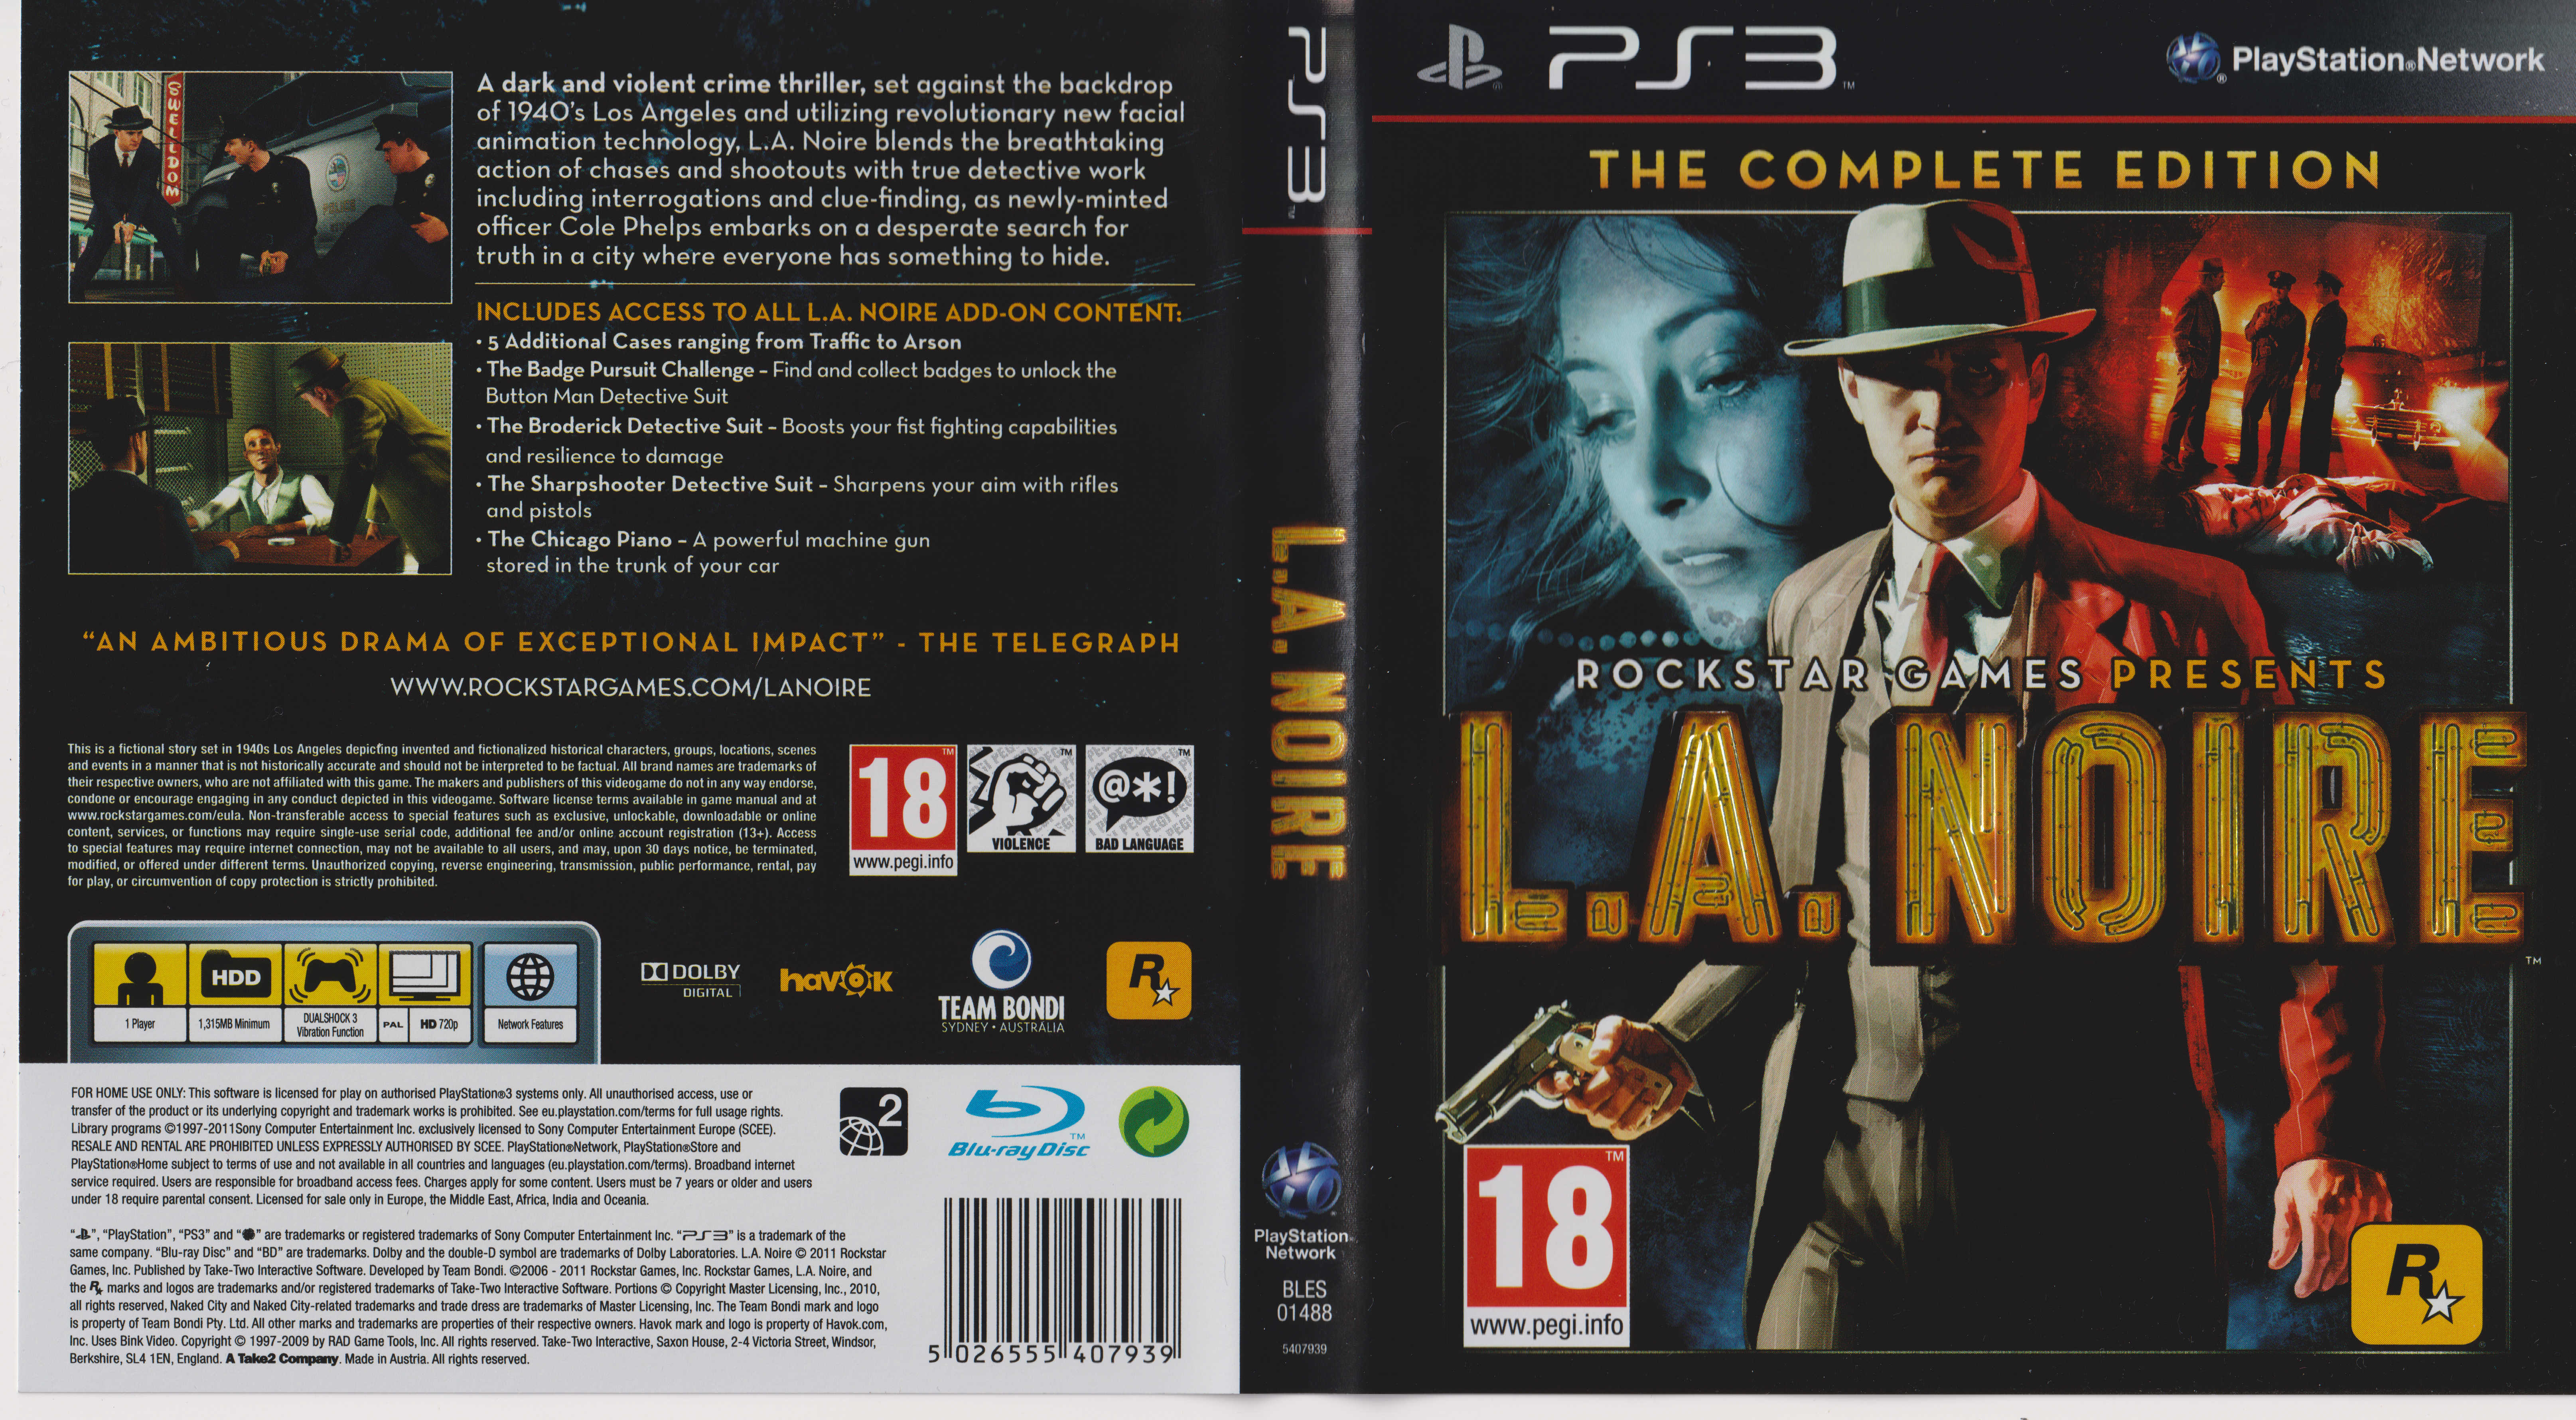 SWELLDOM
A dark and violent crime thriller, set against the backdrop
of 1940's Los Angeles and utilizing revolutionary new facial
animation technology, L.A. Noire blends the breathtaking
action of chases and shootouts with true detective work
including interrogations and clue-finding, as newly-minted
officer Cole Phelps embarks on a desperate search for
truth in a city where everyone has something to hide.
INCLUDES ACCESS TO ALL L.A. NOIRE ADD-ON CONTENT:
• 5 Additional Cases ranging from Traffic to Arson
• The Badge Pursuit Challenge – Find and collect badges to unlock the
Button Man Detective Suit
• The Broderick Detective Suit – Boosts your fist fighting capabilities
and resilience to damage
• The Sharpshooter Detective Suit – Sharpens your aim with rifles
and pistols
• The Chicago Piano – A powerful machine gun
stored in the trunk of your car
“AN AMBITIOUS DRAMA OF EXCEPTIONAL IMPACT” - THE TELEGRAPH
WWW.ROCKSTARGAMES.COM/LANOIRE
This is a fictional story set in 1940s Los Angeles depicting invented and fictionalized historical characters, groups, locations, scenes
and events in a manner that is not historically accurate and should not be interpreted to be factual. All brand names are trademarks of
their respective owners, who are not affiliated with this game. The makers and publishers of this videogame do not in any way endorse,
condone or encourage engaging in any conduct depicted in this videogame. Software license terms available in game manual and at
www.rockstargames.com/eula. Non-transferable access to special features such as exclusive, unlockable, downloadable or online
content, services, or functions may require single-use serial code, additional fee and/or online account registration (13+). Access
to special features may require internet connection, may not be available to all users, and may, upon 30 days notice, be terminated,
modified, or offered under different terms. Unauthorized copying, reverse engineering, transmission, public performance, rental, pay
for play, or circumvention of copy protection is strictly prohibited.
18™
www.pegi.info
™
VIOLENCE
@*!™
BAD LANGUAGE
HDD
1 Player
1,315MB Minimum
DUALSHOCK 3
Vibration Function
PAL
HD 720p
Network Features
DOLBY
DIGITAL
havok
TEAM BONDI
SYDNEY • AUSTRALIA
R
FOR HOME USE ONLY: This software is licensed for play on authorised PlayStation®3 systems only. All unauthorised access, use or
transfer of the product or its underlying copyright and trademark works is prohibited. See eu.playstation.com/terms for full usage rights.
Library programs ©1997-2011Sony Computer Entertainment Inc. exclusively licensed to Sony Computer Entertainment Europe (SCEE).
RESALE AND RENTAL ARE PROHIBITED UNLESS EXPRESSLY AUTHORISED BY SCEE. PlayStation®Network, PlayStation®Store and
PlayStation®Home subject to terms of use and not available in all countries and languages (eu.playstation.com/terms). Broadband internet
service required. Users are responsible for broadband access fees. Charges apply for some content. Users must be 7 years or older and users
under 18 require parental consent. Licensed for sale only in Europe, the Middle East, Africa, India and Oceania.
2
Blu-ray Disc™
“ ”, “PlayStation”, “PS3” and “ ” are trademarks or registered trademarks of Sony Computer Entertainment Inc. “PS3” is a trademark of the
same company. “Blu-ray Disc” and “BD” are trademarks. Dolby and the double-D symbol are trademarks of Dolby Laboratories. L.A. Noire © 2011 Rockstar
Games, Inc. Published by Take-Two Interactive Software. Developed by Team Bondi. ©2006 - 2011 Rockstar Games, Inc. Rockstar Games, L.A. Noire, and
the R marks and logos are trademarks and/or registered trademarks of Take-Two Interactive Software. Portions © Copyright Master Licensing, Inc., 2010,
all rights reserved, Naked City and Naked City-related trademarks and trade dress are trademarks of Master Licensing, Inc. The Team Bondi mark and logo
is property of Team Bondi Pty. Ltd. All other marks and trademarks are properties of their respective owners. Havok mark and logo is property of Havok.com,
Inc. Uses Bink Video. Copyright © 1997-2009 by RAD Game Tools, Inc. All rights reserved. Take-Two Interactive, Saxon House, 2-4 Victoria Street, Windsor,
Berkshire, SL4 1EN, England. A Take2 Company. Made in Austria. All rights reserved.
5 026555 407939
PS3™
L.A. NOIRE
PlayStation®
Network
BLES
01488
5407939
PS3™
PlayStation®Network
THE COMPLETE EDITION
ROCKSTAR GAMES PRESENTS
L.A. NOIRE™
18™
www.pegi.info
R